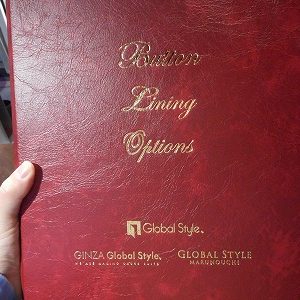 Button
Lining
Options
Global Style.
GINZA Global Style. GLOBAL STYLE
MARUNOUCHI